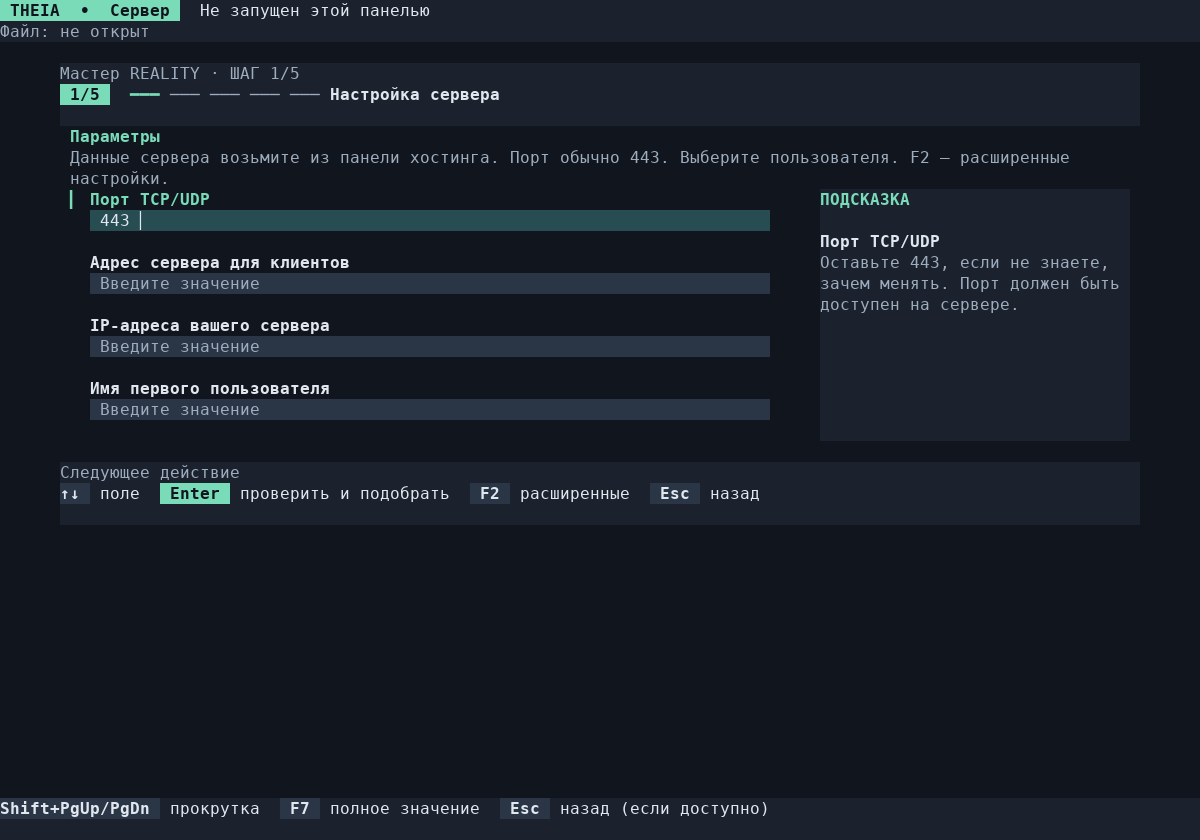 THEIA • Сервер Не запущен этой панелью
Файл: не открыт
Мастер REALITY · ШАГ 1/5
1/5 ━━━ ─── ─── ─── ─── Настройка сервера
Параметры
Данные сервера возьмите из панели хостинга. Порт обычно 443. Выберите пользователя. F2 — расширенные
настройки.
Порт TCP/UDP
443
Адрес сервера для клиентов
Введите значение
IP-адреса вашего сервера
Введите значение
Имя первого пользователя
Введите значение
ПОДСКАЗКА
Порт TCP/UDP
Оставьте 443, если не знаете,
зачем менять. Порт должен быть
доступен на сервере.
Следующее действие
↑↓ поле Enter проверить и подобрать F2 расширенные Esc назад
Shift+PgUp/PgDn прокрутка F7 полное значение Esc назад (если доступно)